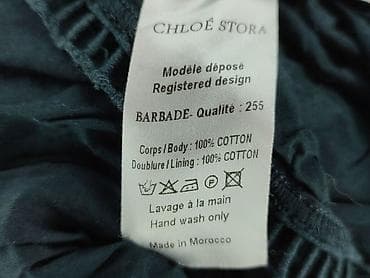 CHLOÉ STORA
Modèle déposé
Registered design
BARBADE- Qualité : 255
Corps / Body : 100% COTTON
Doublure / Lining : 100% COTTON
P
Lavage à la main
Hand wash only
Made in Morocco